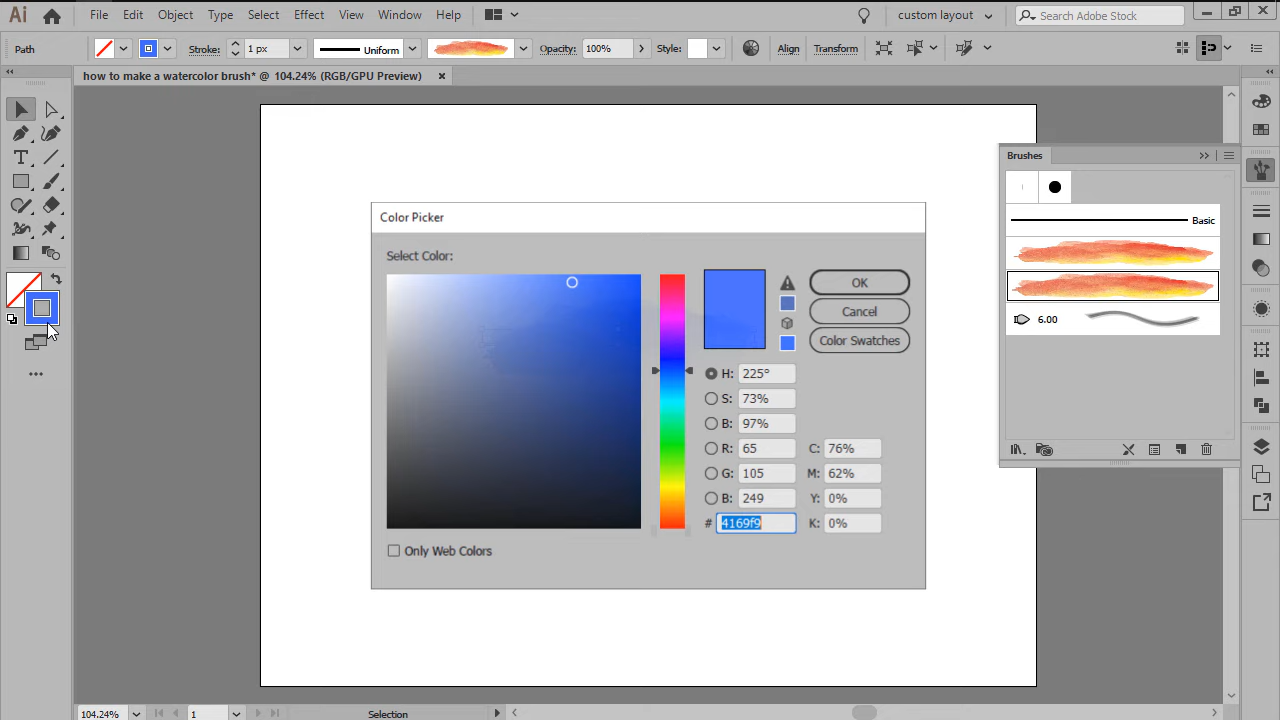 Ai File Edit Object Type Select Effect View Window Help custom layout Search Adobe Stock
Path Stroke: 1 px Uniform Opacity: 100% Style: Align Transform
how to make a watercolor brush* @ 104.24% (RGB/GPU Preview)
Brushes
Basic
6.00
Color Picker
Select Color:
OK
Cancel
Color Swatches
H: 225°
S: 73%
B: 97%
R: 65 C: 76%
G: 105 M: 62%
B: 249 Y: 0%
# 4169f9 K: 0%
Only Web Colors
104.24% 1 Selection